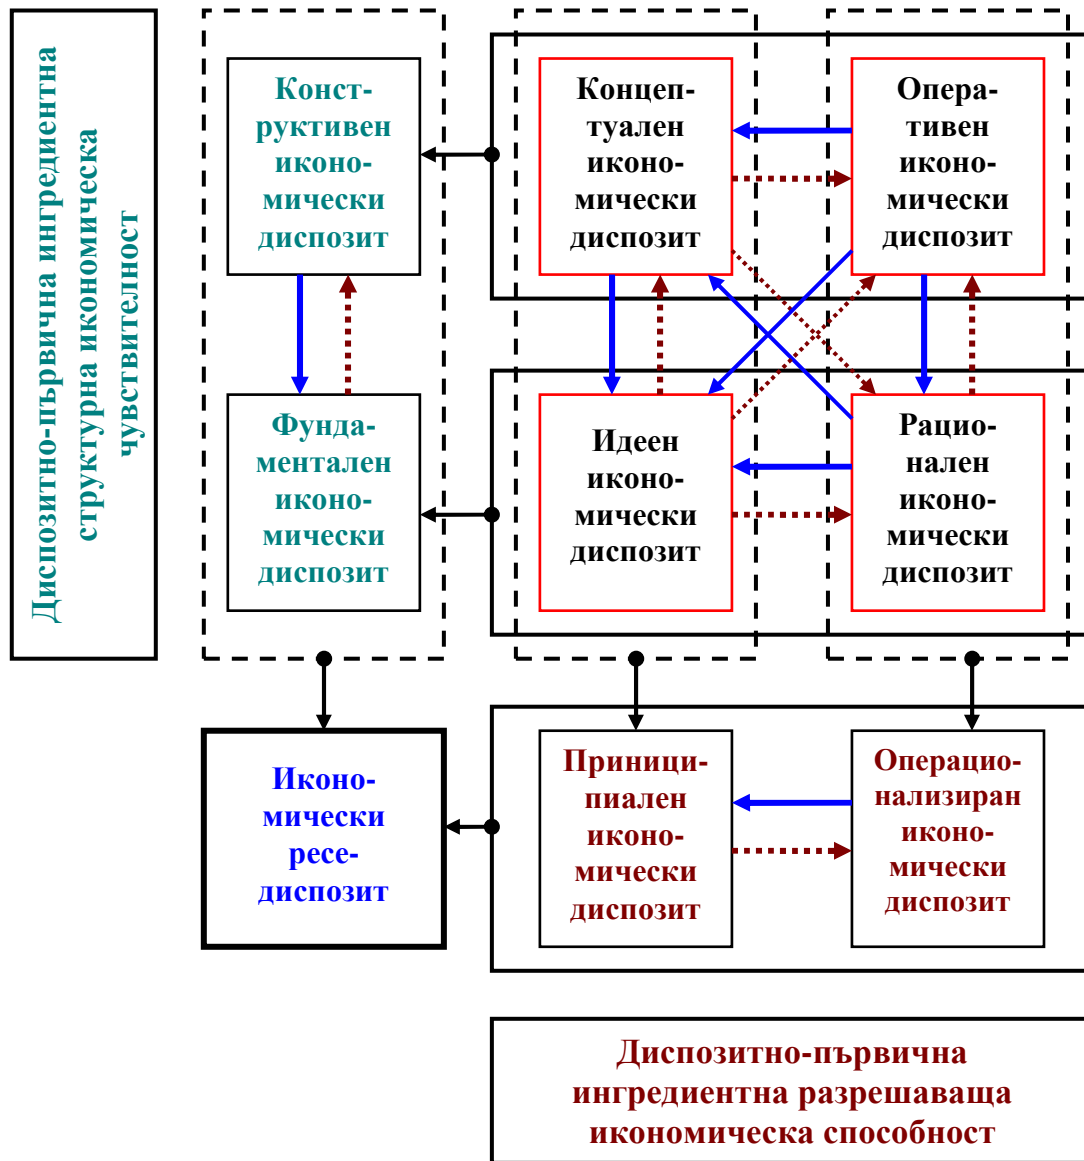 Диспозитно-първична ингредиентна
структурна икономическа
чувствителност
Конст-
руктивен
иконо-
мически
диспозит
Концеп-
туален
иконо-
мически
диспозит
Опера-
тивен
иконо-
мически
диспозит
Фунда-
ментален
иконо-
мически
диспозит
Идеен
иконо-
мически
диспозит
Рацио-
нален
иконо-
мически
диспозит
Иконо-
мически
ресе-
диспозит
Приници-
пиален
иконо-
мически
диспозит
Операцио-
нализиран
иконо-
мически
диспозит
Диспозитно-първична
ингредиентна разрешаваща
икономическа способност